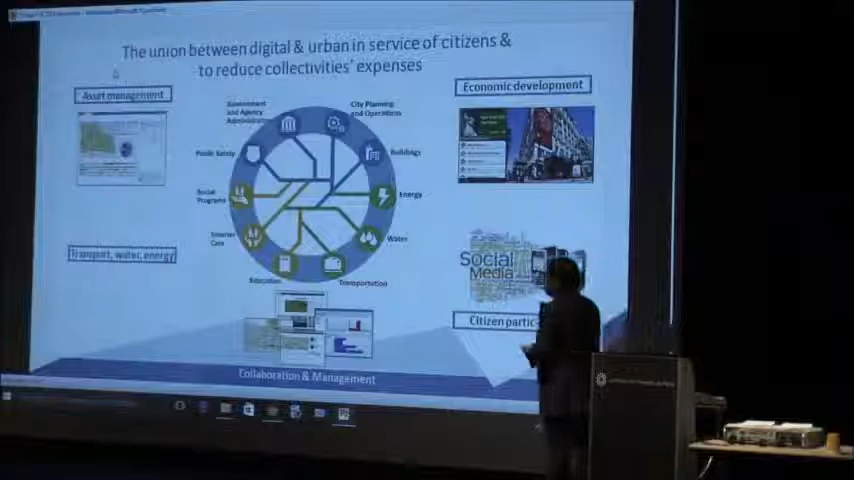 The union between digital & urban in service of citizens &
to reduce collectivities' expenses
Asset management
Economic development
Government
and Agency
Administration
City Planning
and Operations
Public Safety
Buildings
Social
Programs
Energy
Smarter
Care
Water
Education
Transportation
Transport, water, energy
Social
Media
Citizen partic
Collaboration & Management